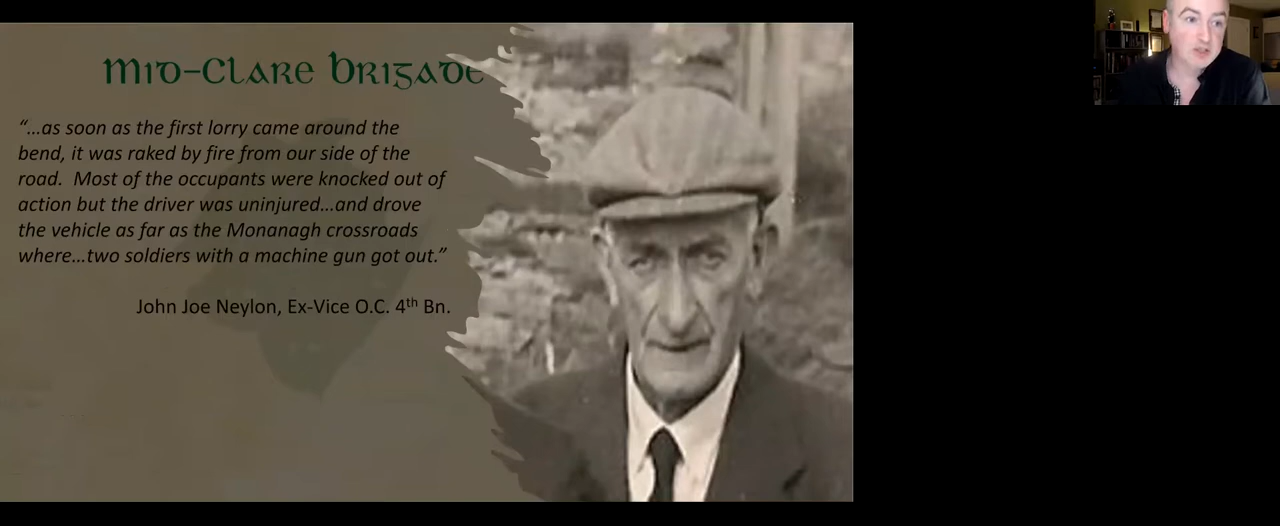 Mid-Clare Brigade
“…as soon as the first lorry came around the
bend, it was raked by fire from our side of the
road.  Most of the occupants were knocked out of
action but the driver was uninjured…and drove
the vehicle as far as the Monanagh crossroads
where…two soldiers with a machine gun got out.”
John Joe Neylon, Ex-Vice O.C. 4th Bn.